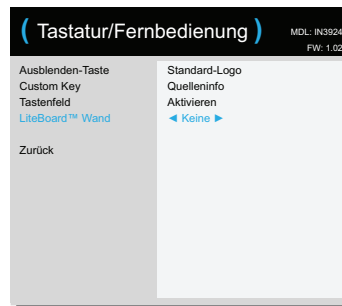 ( Tastatur/Fernbedienung )
MDL: IN3924
FW: 1.02
Ausblenden-Taste Standard-Logo
Custom Key Quelleninfo
Tastenfeld Aktivieren
LiteBoard™ Wand ◄ Keine ►
Zurück